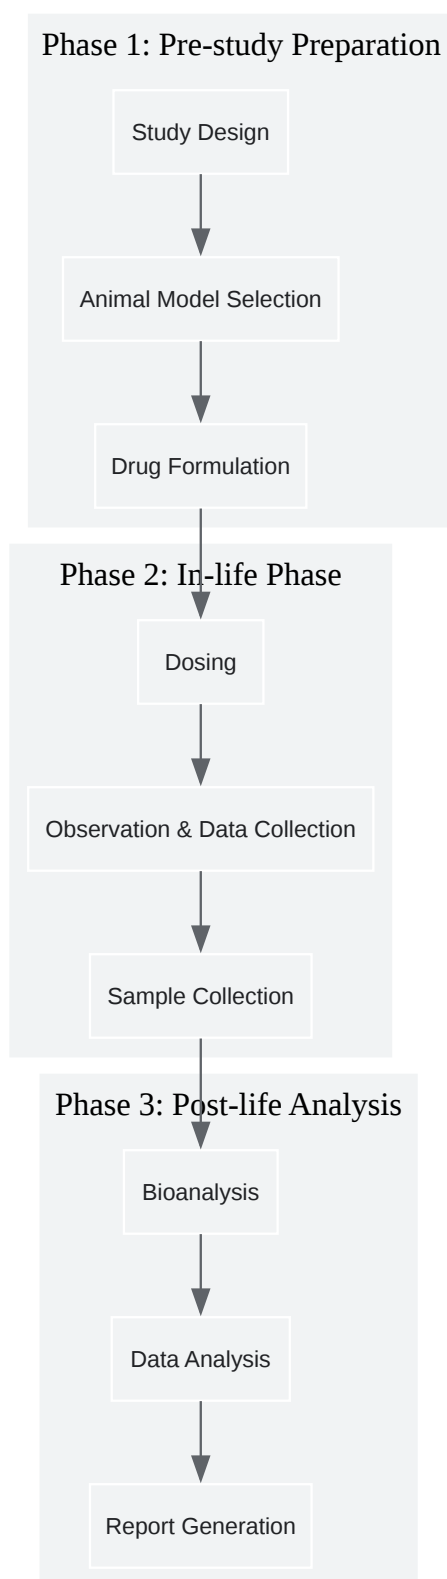 Phase 1: Pre-study Preparation
Study Design
Animal Model Selection
Drug Formulation
Phase 2: In-life Phase
Dosing
Observation & Data Collection
Sample Collection
Phase 3: Post-life Analysis
Bioanalysis
Data Analysis
Report Generation